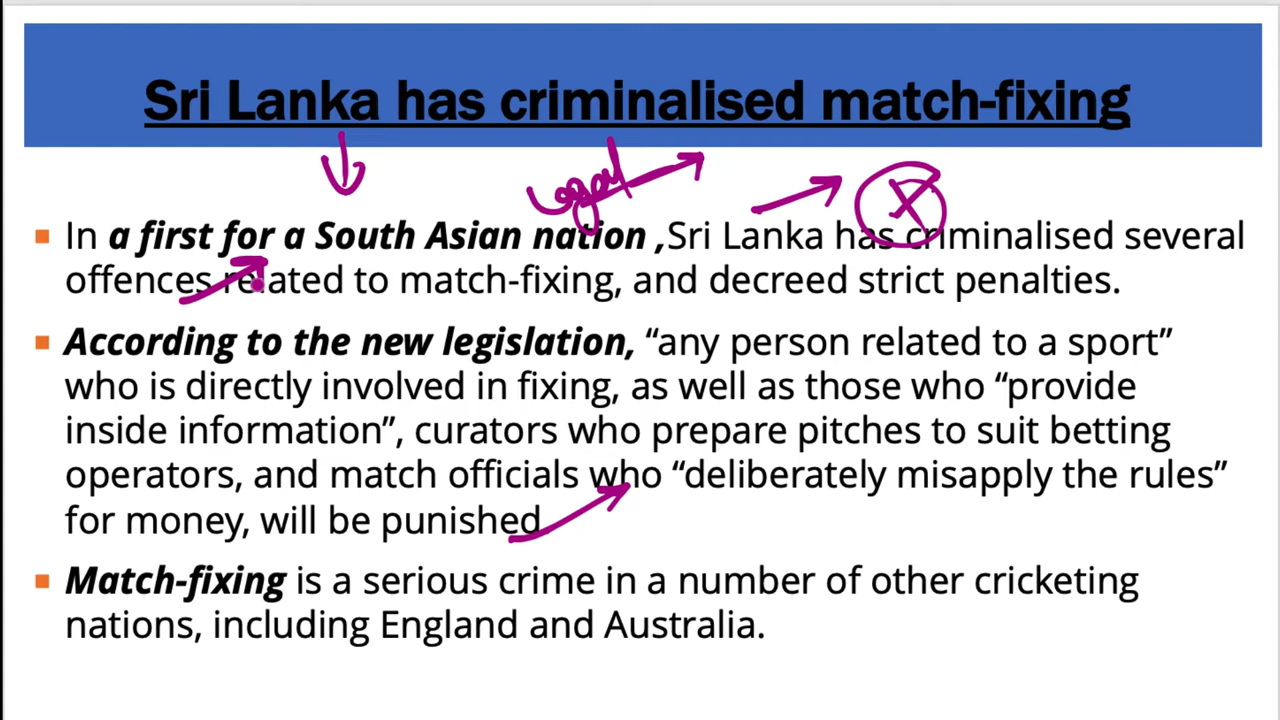 Sri Lanka has criminalised match-fixing
In a first for a South Asian nation ,Sri Lanka has criminalised several
offences related to match-fixing, and decreed strict penalties.
According to the new legislation, “any person related to a sport”
who is directly involved in fixing, as well as those who “provide
inside information”, curators who prepare pitches to suit betting
operators, and match officials who “deliberately misapply the rules”
for money, will be punished
Match-fixing is a serious crime in a number of other cricketing
nations, including England and Australia.